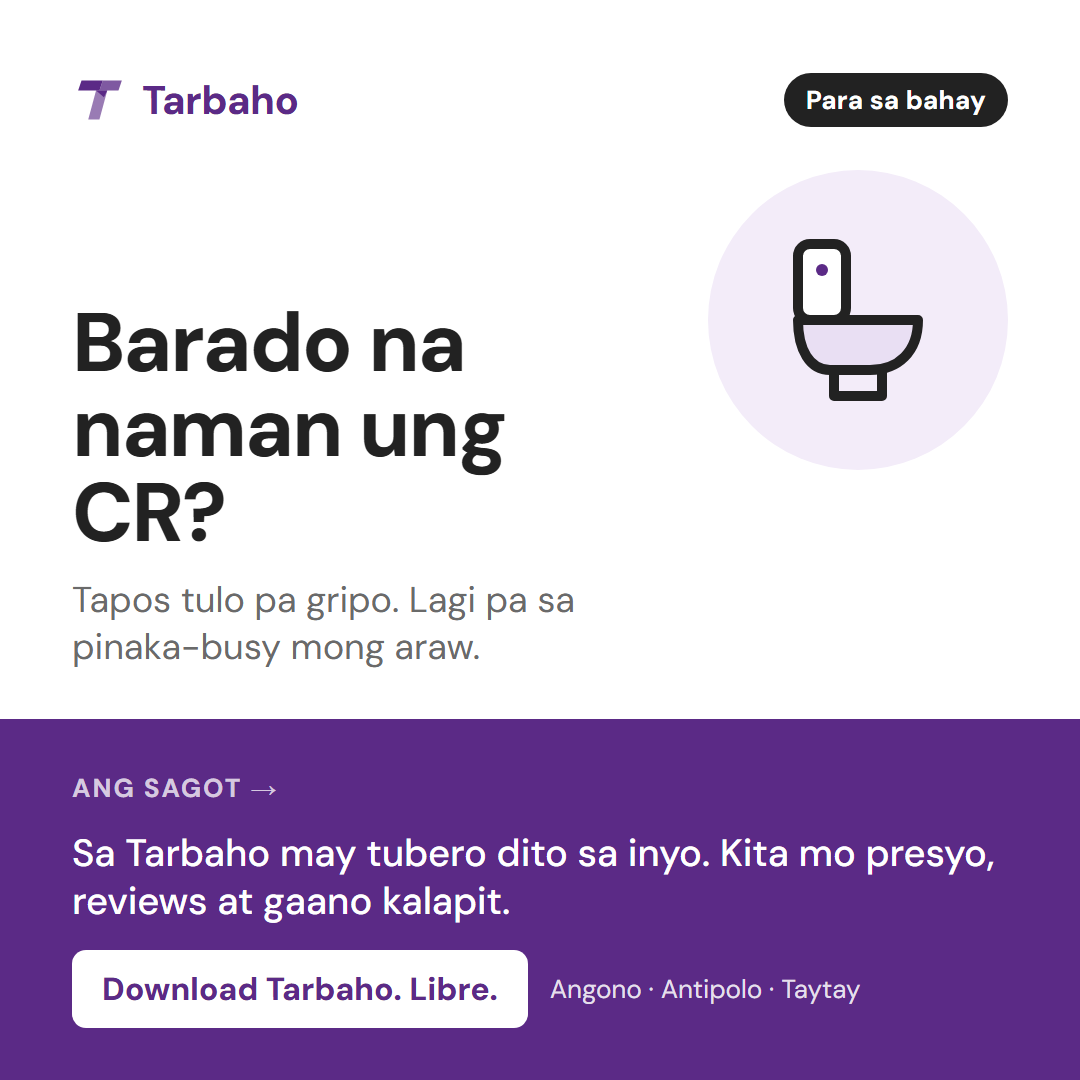 Tarbaho
Para sa bahay
Barado na
naman ung
CR?
Tapos tulo pa gripo. Lagi pa sa
pinaka-busy mong araw.
ANG SAGOT →
Sa Tarbaho may tubero dito sa inyo. Kita mo presyo,
reviews at gaano kalapit.
Download Tarbaho. Libre.
Angono · Antipolo · Taytay